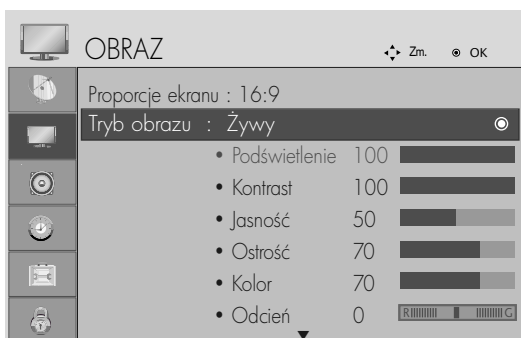 OBRAZ Zm. OK
Proporcje ekranu : 16:9
Tryb obrazu : Żywy
• Podświetlenie 100
• Kontrast 100
• Jasność 50
• Ostrość 70
• Kolor 70
• Odcień 0 R G